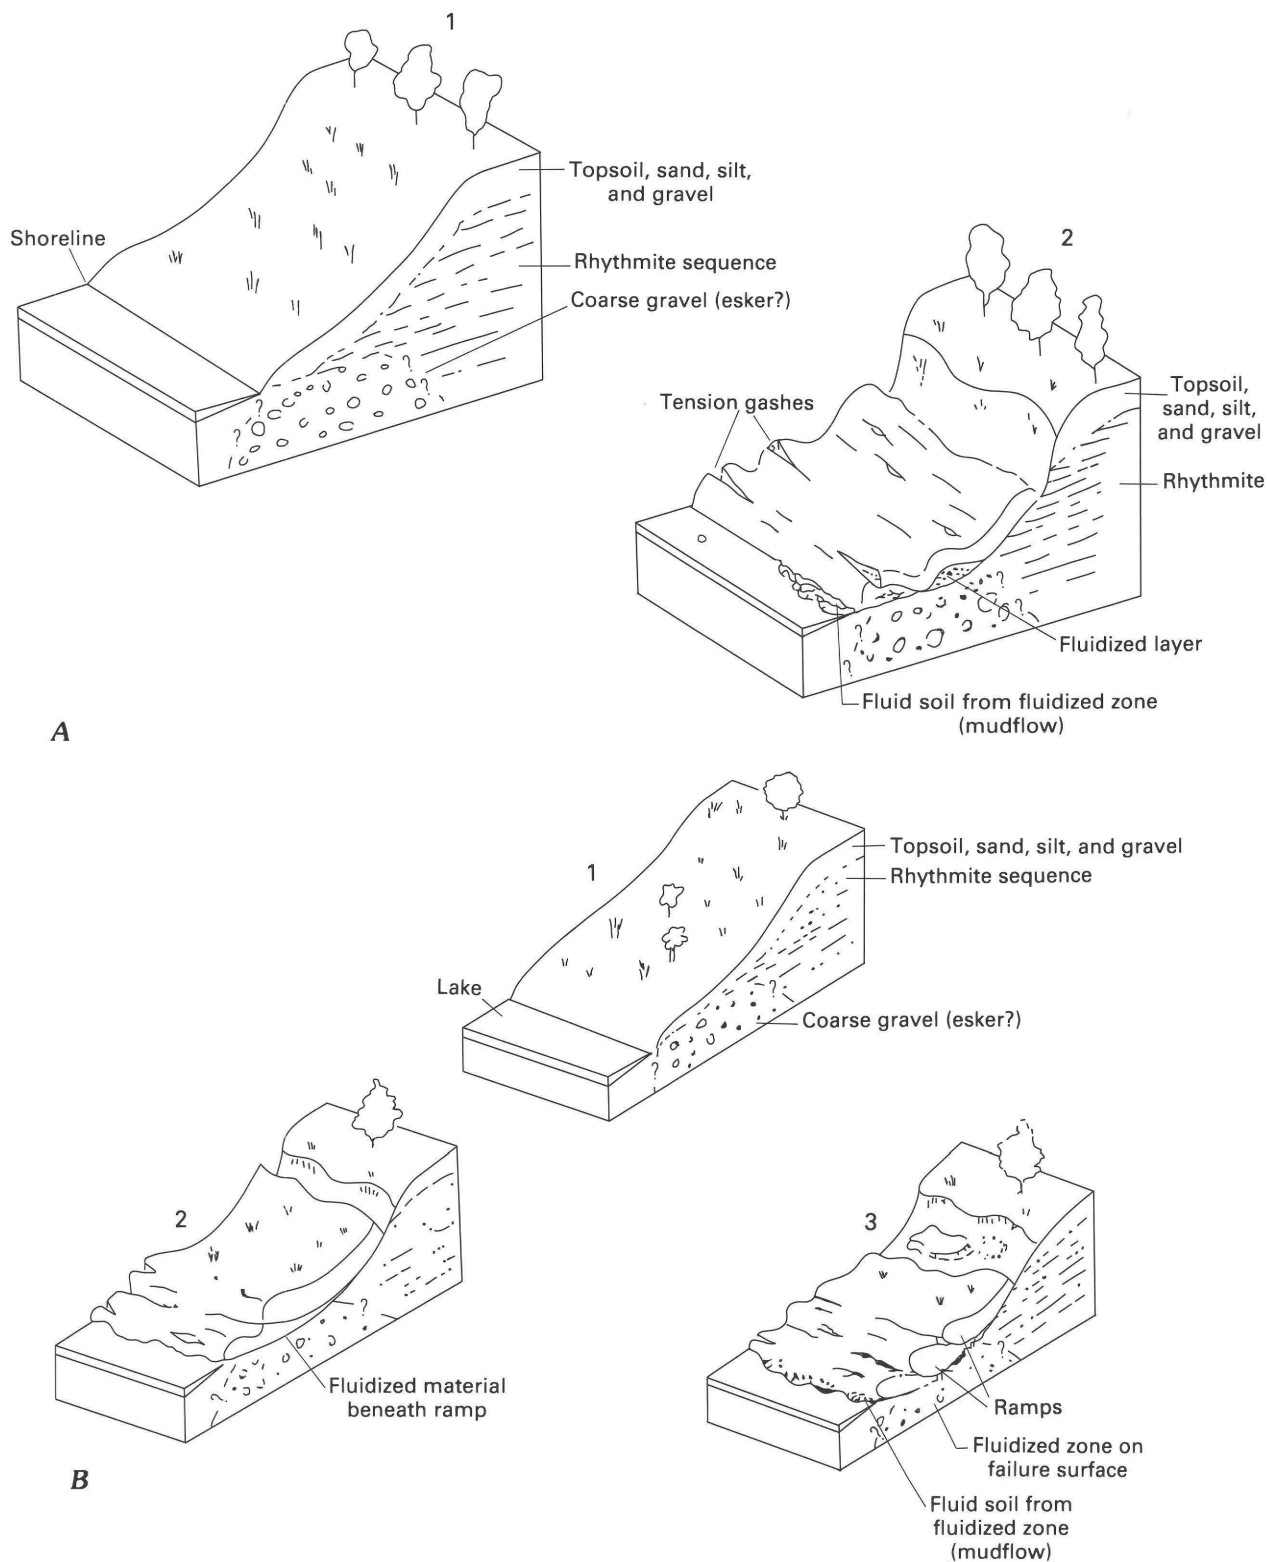 1
Topsoil, sand, silt,
and gravel
Shoreline
Rhythmite sequence
Coarse gravel (esker?)
?
?
?
?
2
Tension gashes
Topsoil,
sand, silt,
and gravel
Rhythmite
?
?
?
?
Fluidized layer
Fluid soil from fluidized zone
(mudflow)
A
1
Topsoil, sand, silt, and gravel
Rhythmite sequence
Lake
?
Coarse gravel (esker?)
?
2
?
?
Fluidized material
beneath ramp
3
?
?
Ramps
Fluidized zone on
failure surface
Fluid soil from
fluidized zone
(mudflow)
B